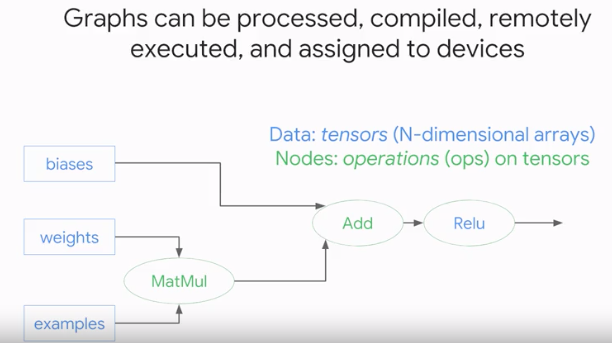 Graphs can be processed, compiled, remotely
executed, and assigned to devices
Data: tensors (N-dimensional arrays)
Nodes: operations (ops) on tensors
biases
weights
examples
MatMul
Add
Relu